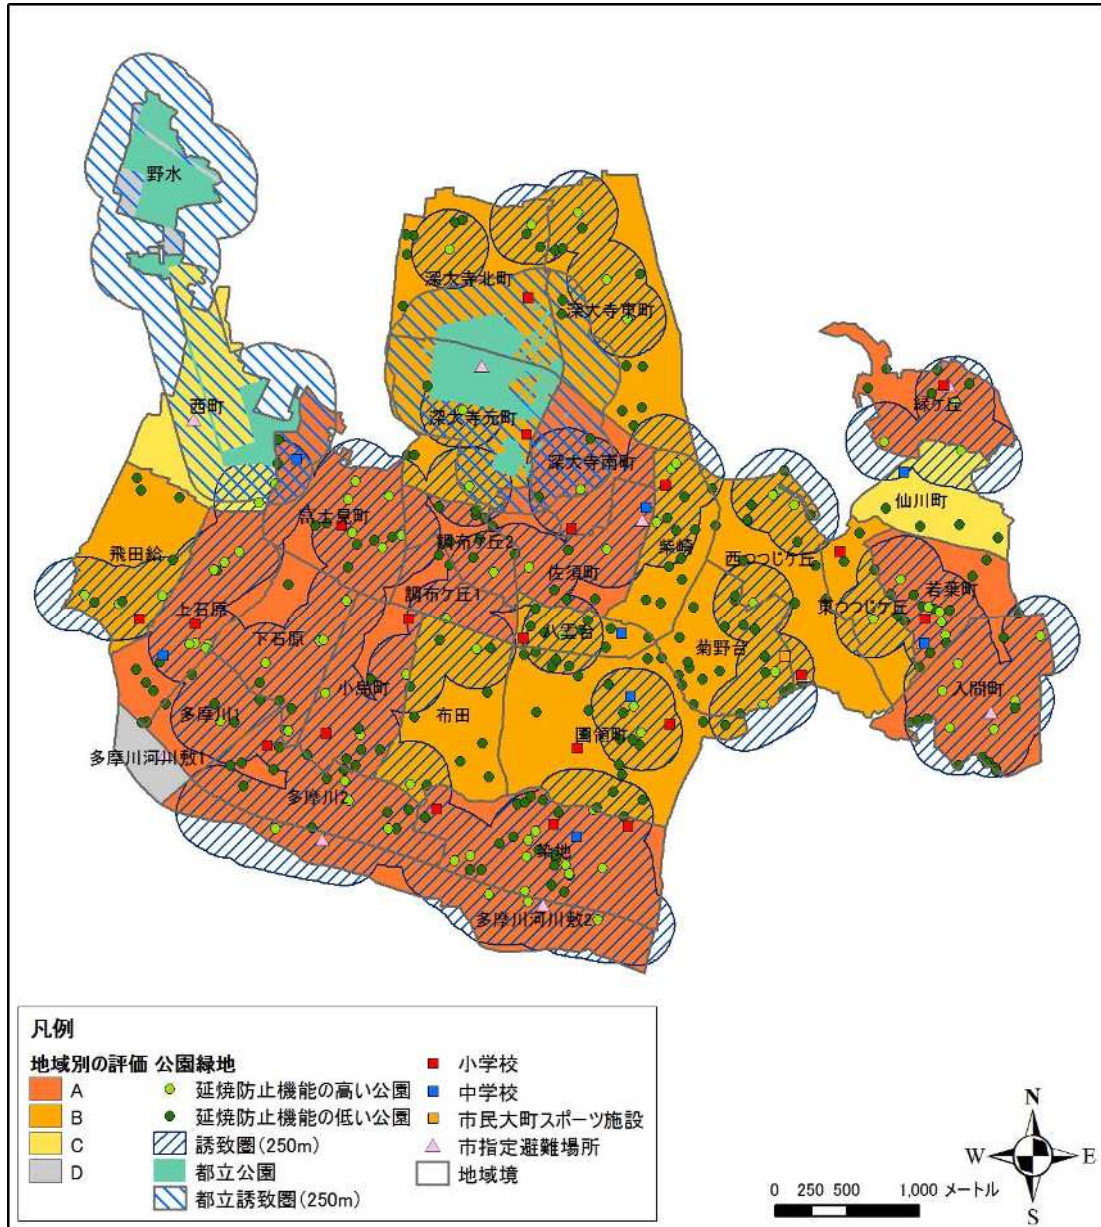 野水
深大寺北町
深大寺東町
緑ケ丘
西町
深大寺元町
深大寺南町
仙川町
富士見町
飛田給
調布ケ丘2
柴崎
西つつじケ丘
上石原
佐須町
若葉町
調布ケ丘1
東つつじケ丘
下石原
八雲台
菊野台
小島町
入間町
布田
多摩川1
國領町
多摩川河川敷1
多摩川2
染地
多摩川河川敷2
凡例
地域別の評価 公園緑地
A
B
C
D
延焼防止機能の高い公園
延焼防止機能の低い公園
誘致圏(250m)
都立公園
都立誘致圏(250m)
小学校
中学校
市民大町スポーツ施設
市指定避難場所
地域境
N
W
E
S
0 250 500 1,000 メートル